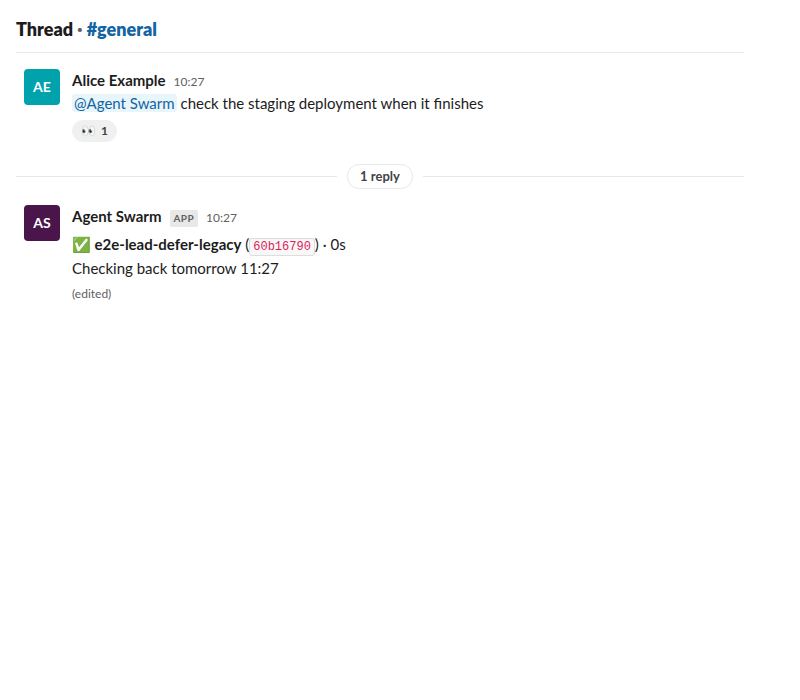 Thread • #general
AE
Alice Example 10:27
@Agent Swarm check the staging deployment when it finishes
👀 1
1 reply
AS
Agent Swarm APP 10:27
✅ e2e-lead-defer-legacy (60b16790) · 0s
Checking back tomorrow 11:27
(edited)